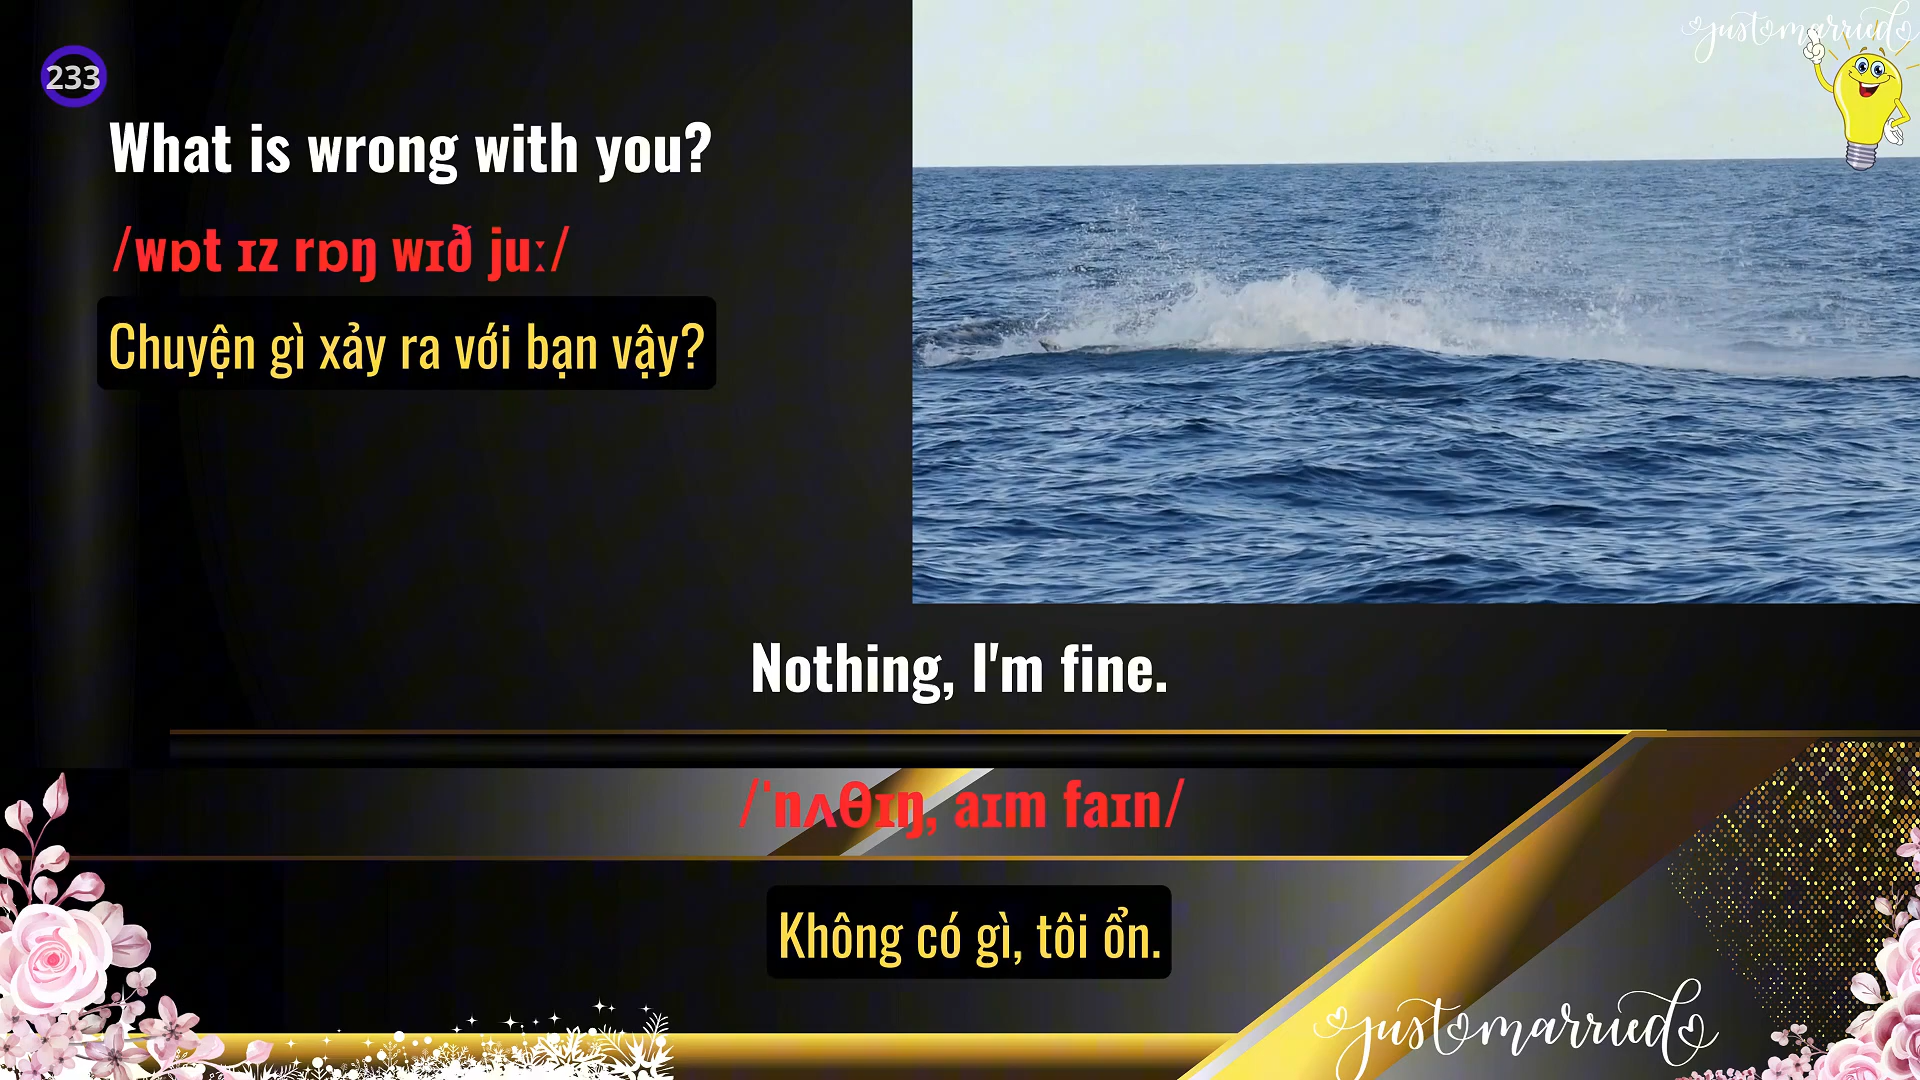 justmarried
233
What is wrong with you?
/wɒt ɪz rɒŋ wɪð juː/
Chuyện gì xảy ra với bạn vậy?
Nothing, I'm fine.
/ˈnʌθɪŋ, aɪm faɪn/
Không có gì, tôi ổn.
justmarried